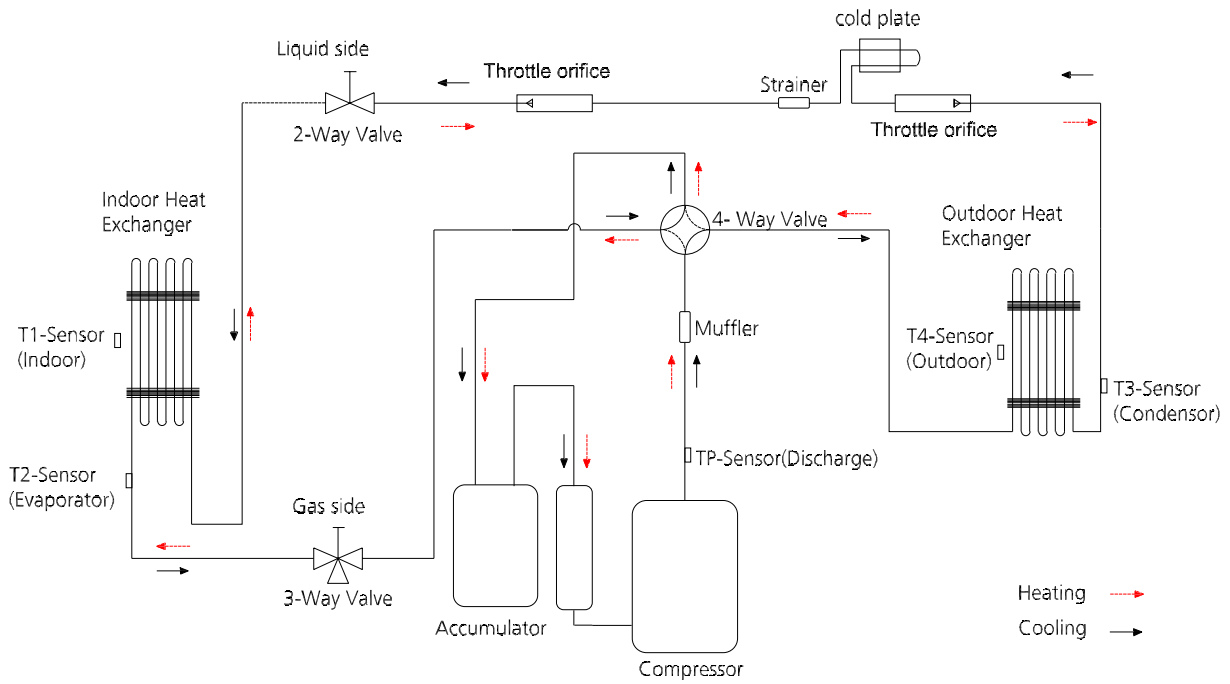 cold plate
Liquid side
Throttle orifice
Strainer
2-Way Valve
Throttle orifice
Indoor Heat
Exchanger
4- Way Valve
Outdoor Heat
Exchanger
T1-Sensor
(Indoor)
Muffler
T4-Sensor
(Outdoor)
T3-Sensor
(Condensor)
T2-Sensor
(Evaporator)
TP-Sensor(Discharge)
Gas side
3-Way Valve
Accumulator
Compressor
Heating
Cooling